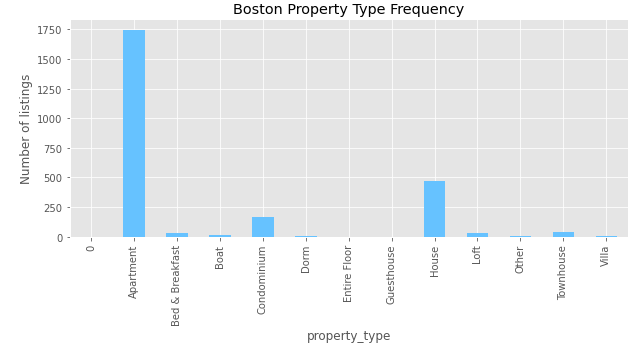 Boston Property Type Frequency
Number of listings
1750
1500
1250
1000
750
500
250
0
0
Apartment
Bed & Breakfast
Boat
Condominium
Dorm
Entire Floor
Guesthouse
House
Loft
Other
Townhouse
Villa
property_type